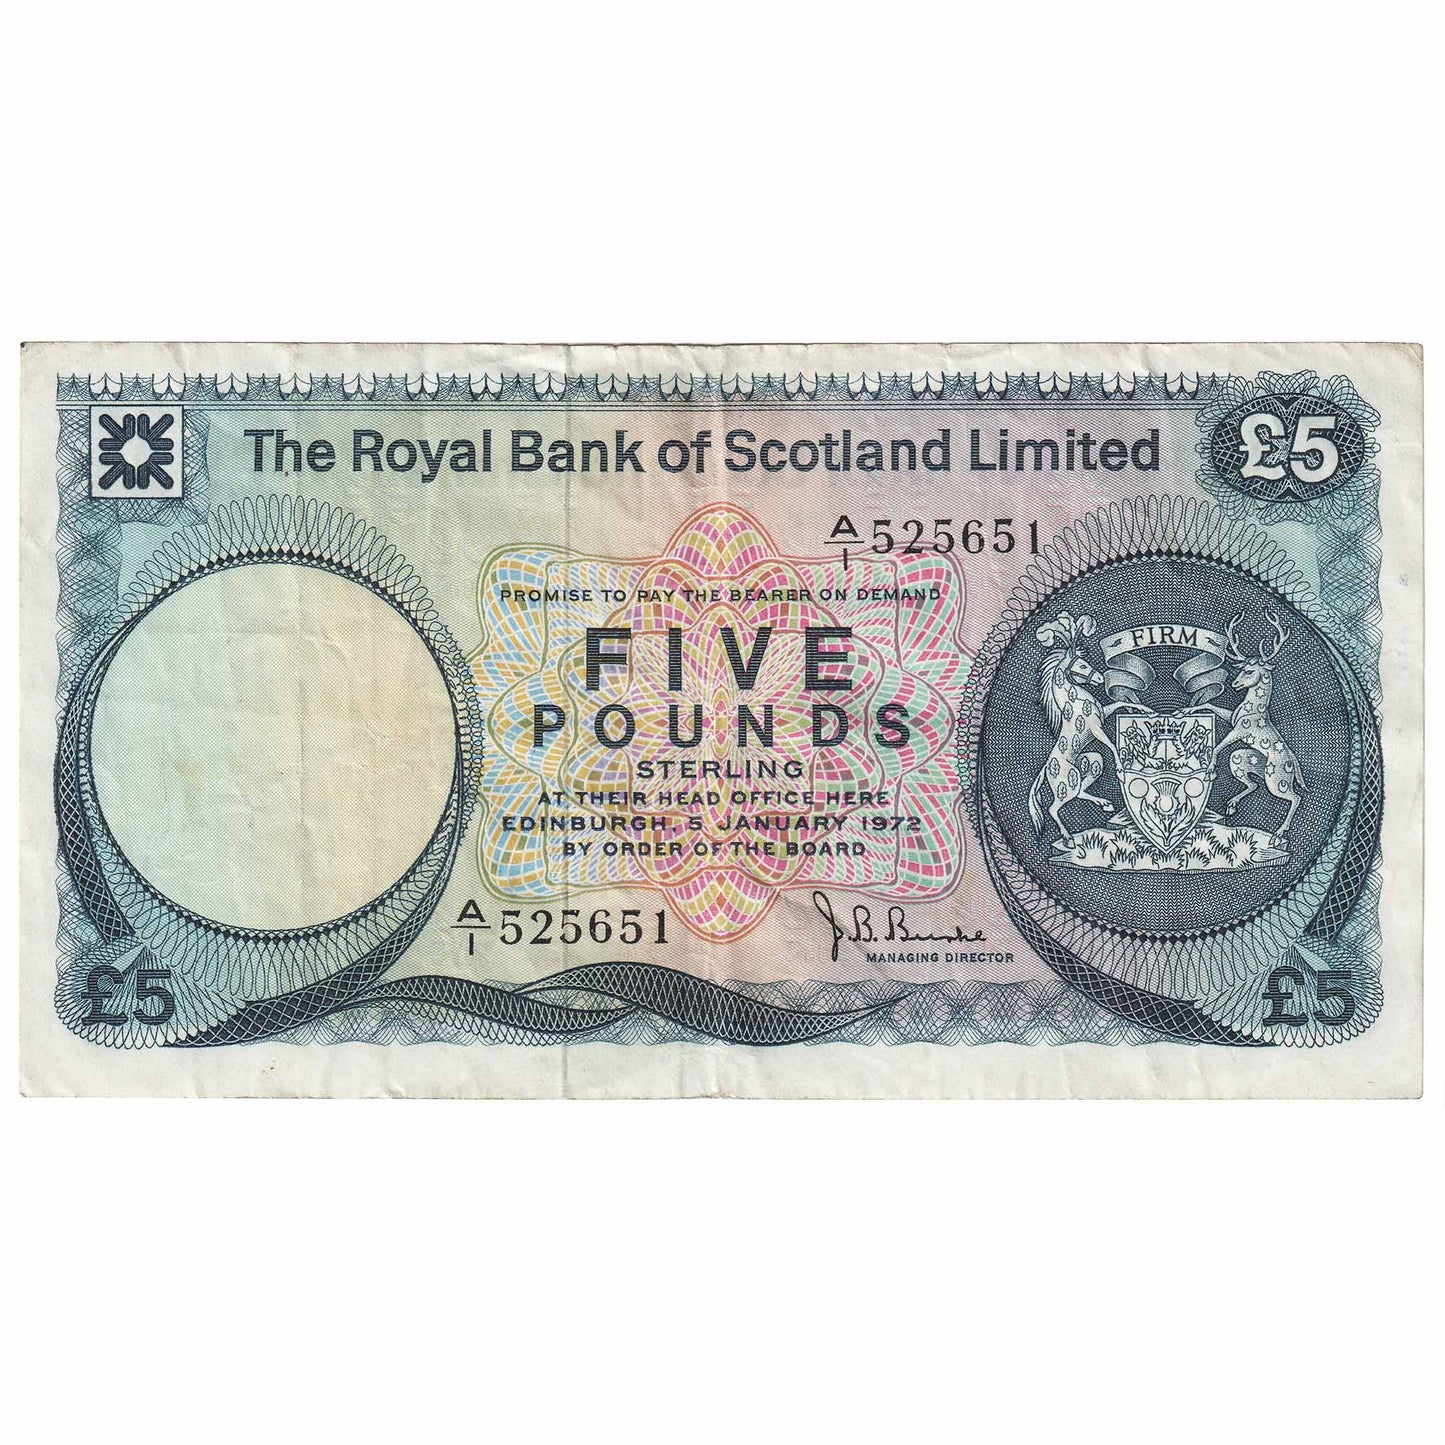 The Royal Bank of Scotland Limited
£5
A/1 525651
PROMISE TO PAY THE BEARER ON DEMAND
FIVE
POUNDS
STERLING
AT THEIR HEAD OFFICE HERE
EDINBURGH, 5 JANUARY 1972
BY ORDER OF THE BOARD
FIRM
A/1 525651
J.B. Burke
MANAGING DIRECTOR
£5
£5